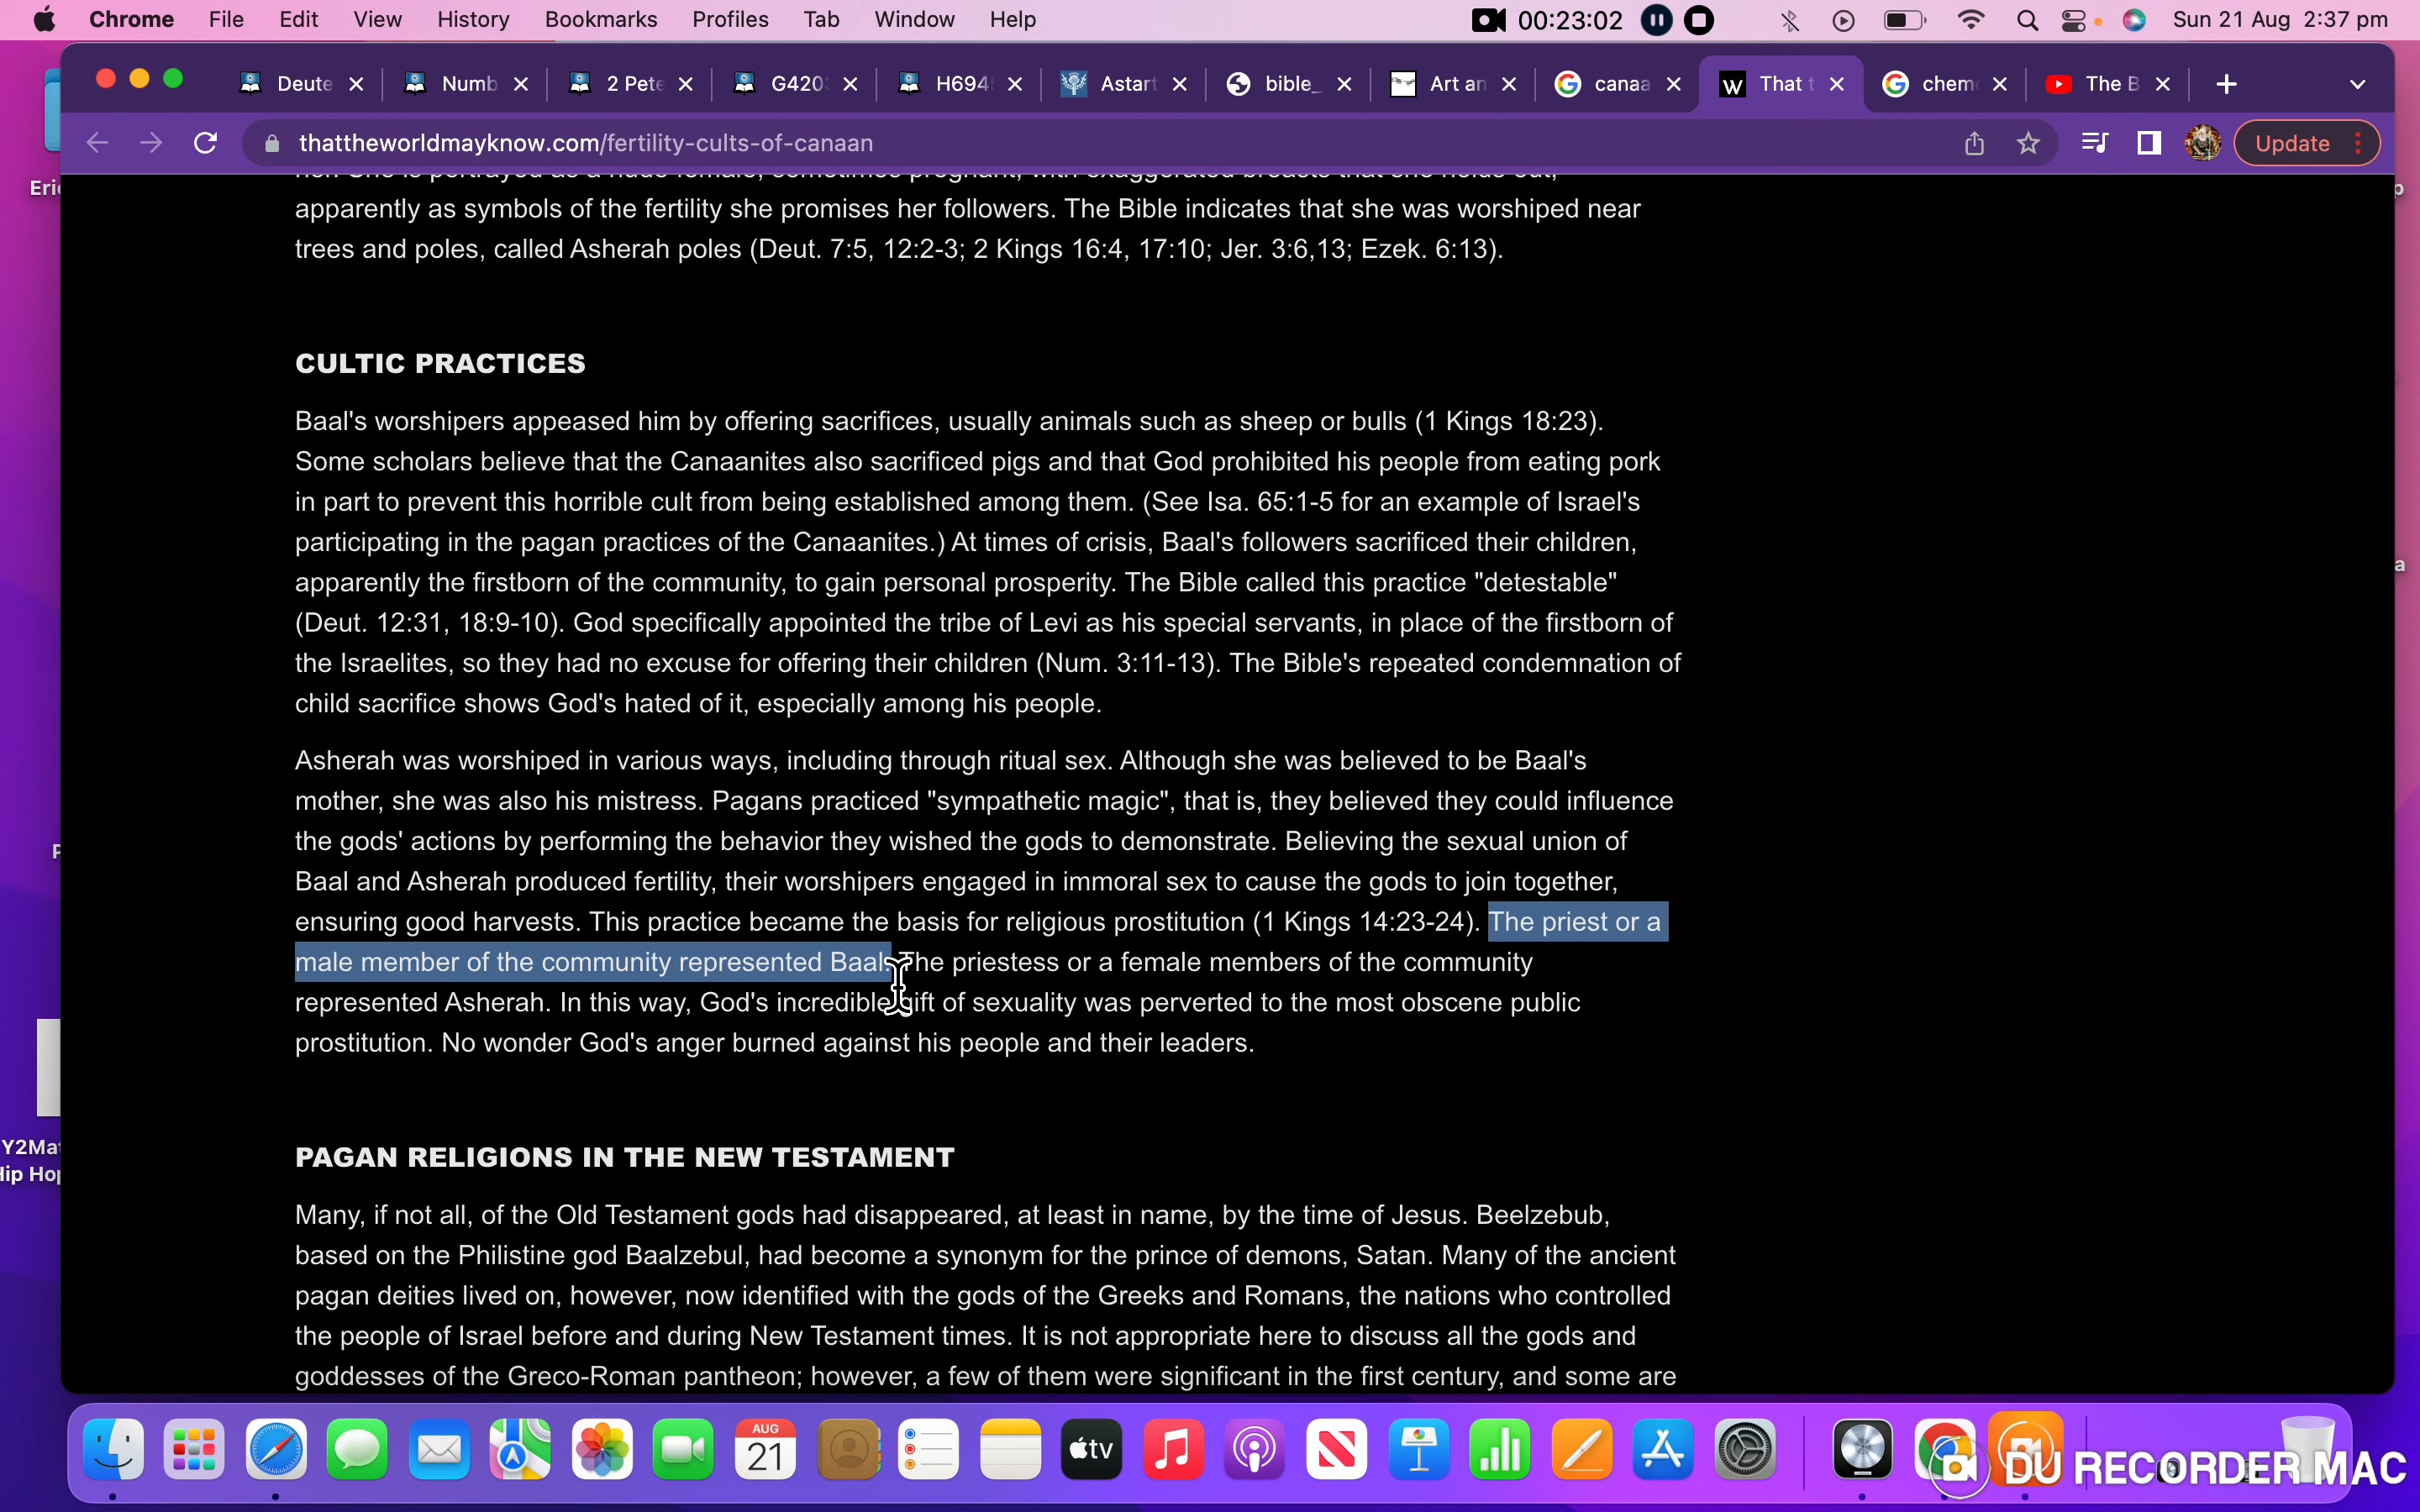 Chrome File Edit View History Bookmarks Profiles Tab Window Help 00:23:02 Sun 21 Aug 2:37 pm
Deute Numb 2 Pete G420 H694 Astart bible_ Art an canaa That t chem The B
thattheworldmayknow.com/fertility-cults-of-canaan Update
apparently as symbols of the fertility she promises her followers. The Bible indicates that she was worshiped near
trees and poles, called Asherah poles (Deut. 7:5, 12:2-3; 2 Kings 16:4, 17:10; Jer. 3:6,13; Ezek. 6:13).
CULTIC PRACTICES
Baal's worshipers appeased him by offering sacrifices, usually animals such as sheep or bulls (1 Kings 18:23).
Some scholars believe that the Canaanites also sacrificed pigs and that God prohibited his people from eating pork
in part to prevent this horrible cult from being established among them. (See Isa. 65:1-5 for an example of Israel's
participating in the pagan practices of the Canaanites.) At times of crisis, Baal's followers sacrificed their children,
apparently the firstborn of the community, to gain personal prosperity. The Bible called this practice "detestable"
(Deut. 12:31, 18:9-10). God specifically appointed the tribe of Levi as his special servants, in place of the firstborn of
the Israelites, so they had no excuse for offering their children (Num. 3:11-13). The Bible's repeated condemnation of
child sacrifice shows God's hated of it, especially among his people.
Asherah was worshiped in various ways, including through ritual sex. Although she was believed to be Baal's
mother, she was also his mistress. Pagans practiced "sympathetic magic", that is, they believed they could influence
the gods' actions by performing the behavior they wished the gods to demonstrate. Believing the sexual union of
Baal and Asherah produced fertility, their worshipers engaged in immoral sex to cause the gods to join together,
ensuring good harvests. This practice became the basis for religious prostitution (1 Kings 14:23-24). The priest or a
male member of the community represented Baal. The priestess or a female members of the community
represented Asherah. In this way, God's incredible gift of sexuality was perverted to the most obscene public
prostitution. No wonder God's anger burned against his people and their leaders.
PAGAN RELIGIONS IN THE NEW TESTAMENT
Many, if not all, of the Old Testament gods had disappeared, at least in name, by the time of Jesus. Beelzebub,
based on the Philistine god Baalzebul, had become a synonym for the prince of demons, Satan. Many of the ancient
pagan deities lived on, however, now identified with the gods of the Greeks and Romans, the nations who controlled
the people of Israel before and during New Testament times. It is not appropriate here to discuss all the gods and
goddesses of the Greco-Roman pantheon; however, a few of them were significant in the first century, and some are
Eri
Y2Ma
Hip Ho
AUG
21
tv
DU RECORDER MAC